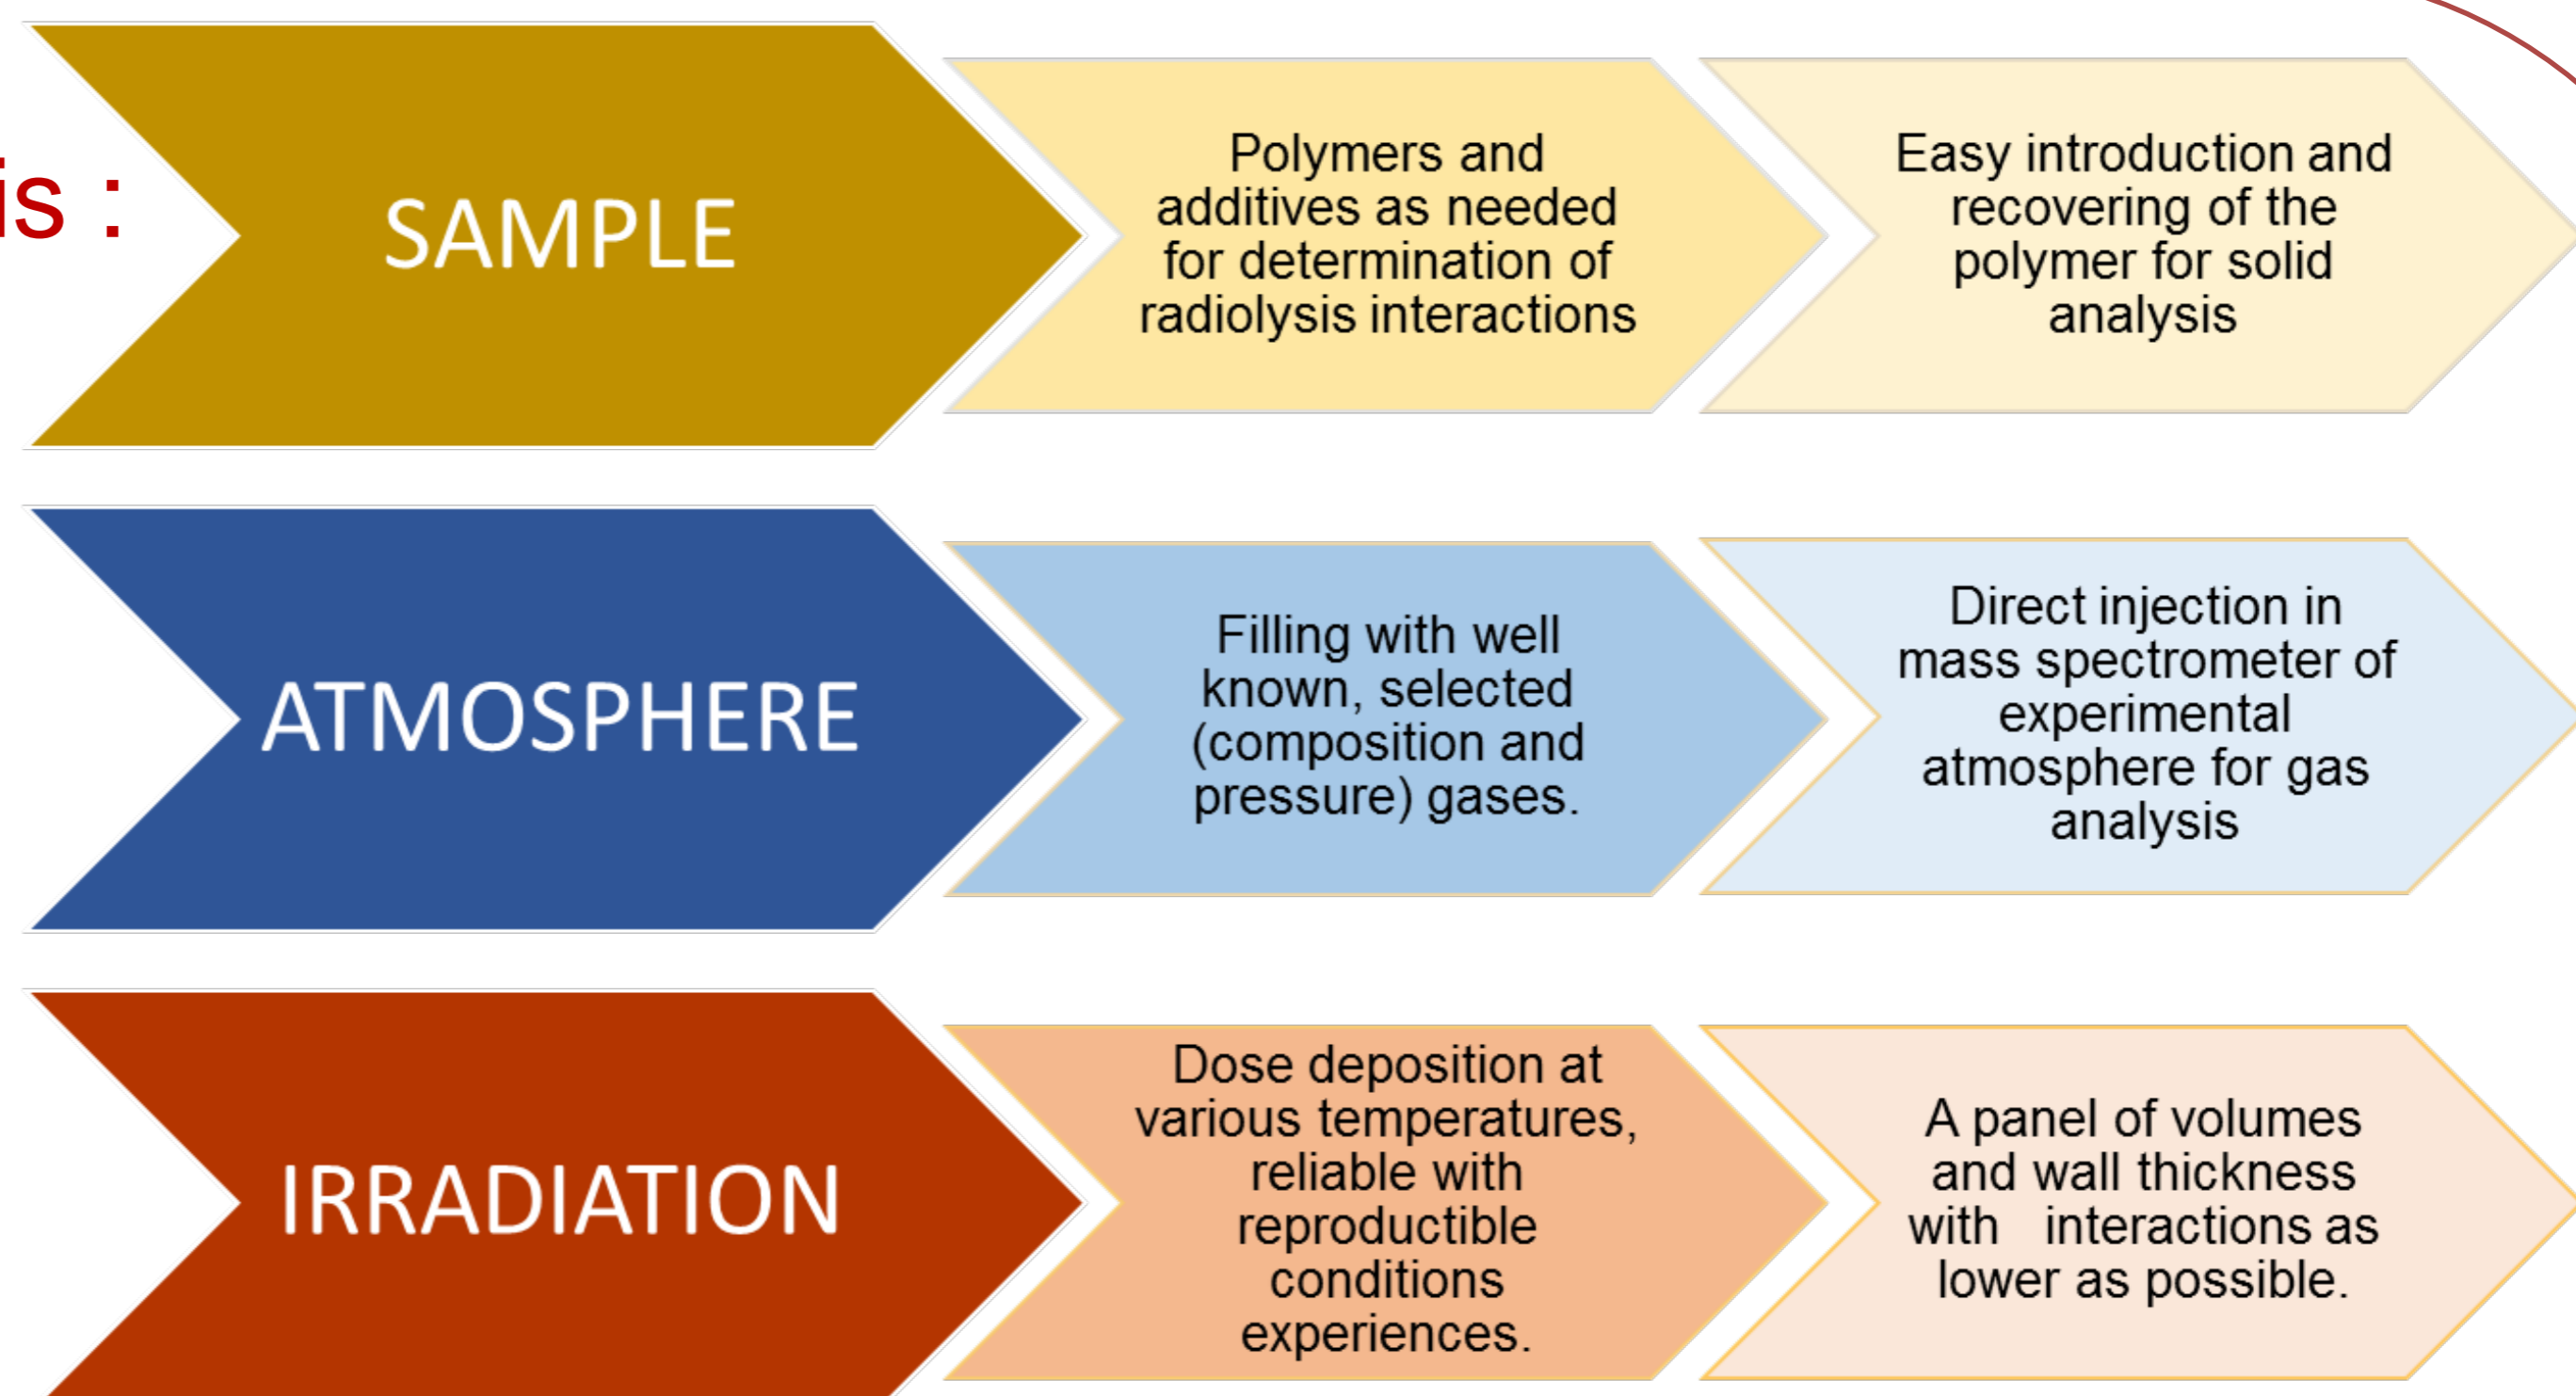 is :
SAMPLE
Polymers and
additives as needed
for determination of
radiolysis interactions
Easy introduction and
recovering of the
polymer for solid
analysis
ATMOSPHERE
Filling with well
known, selected
(composition and
pressure) gases.
Direct injection in
mass spectrometer of
experimental
atmosphere for gas
analysis
IRRADIATION
Dose deposition at
various temperatures,
reliable with
reproductible
conditions
experiences.
A panel of volumes
and wall thickness
with   interactions as
lower as possible.